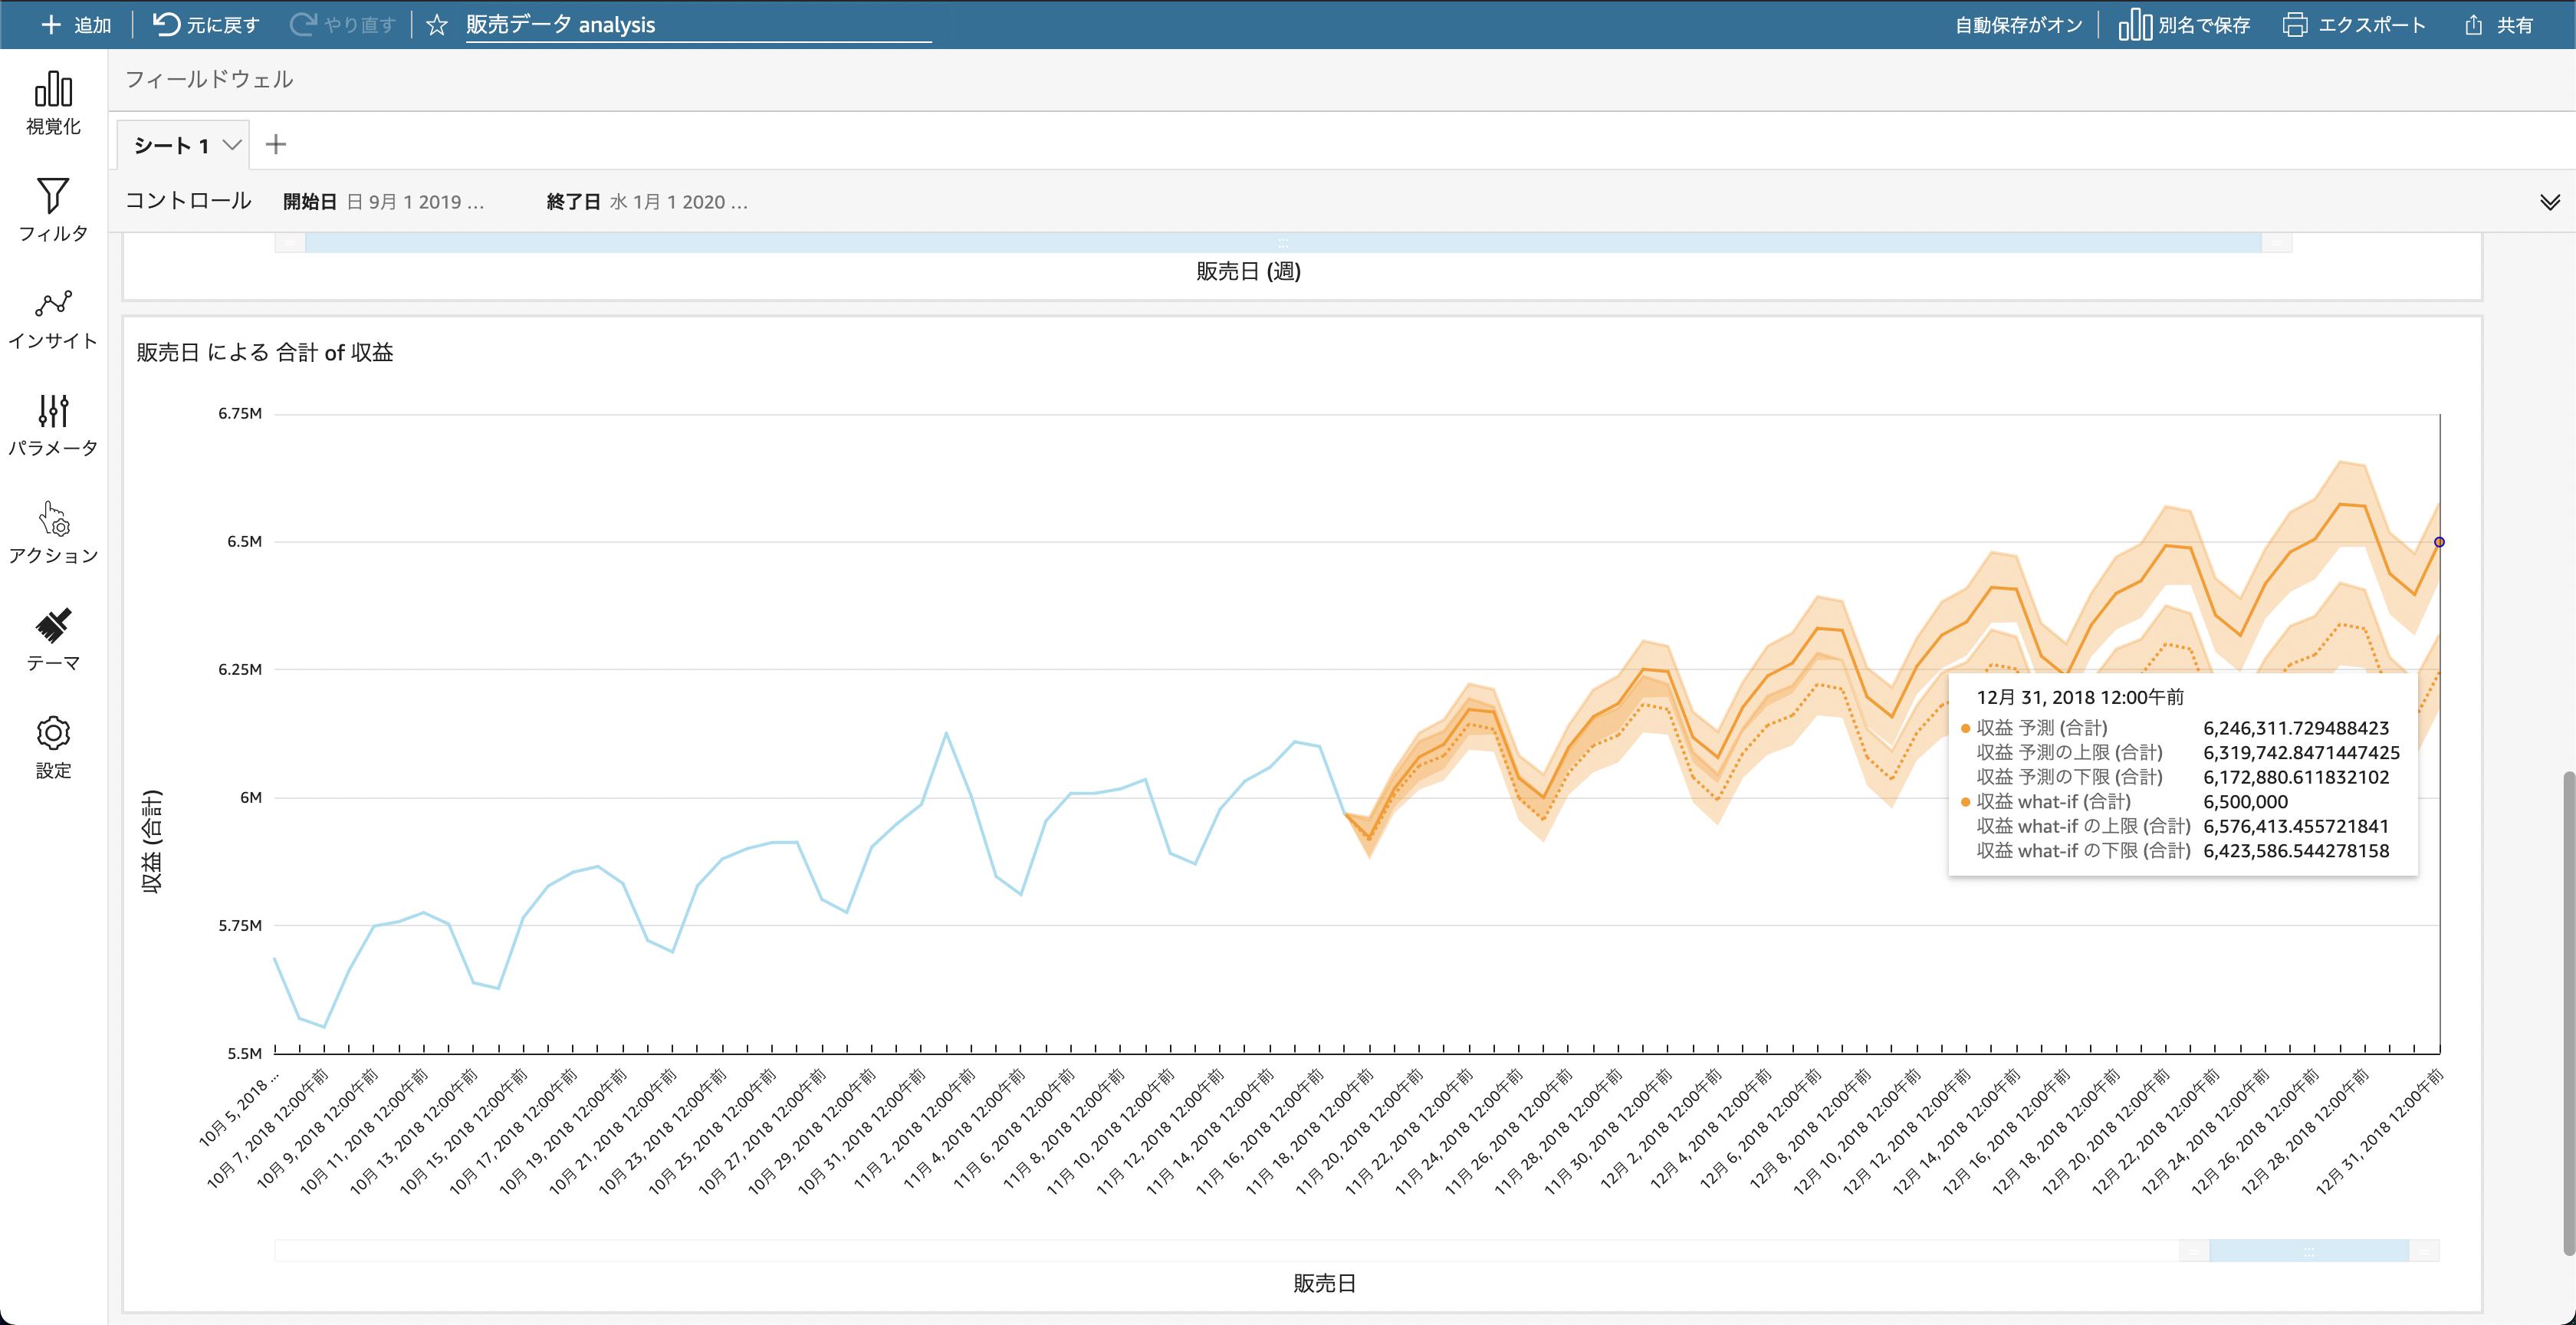 追加 元に戻す やり直す 販売データ analysis 自動保存がオン 別名で保存 エクスポート 共有
視覚化
フィルタ
インサイト
パラメータ
アクション
テーマ
設定
フィールドウェル
シート 1
コントロール 開始日 日 9月 1 2019 ... 終了日 水 1月 1 2020 ...
販売日 (週)
販売日 による 合計 of 収益
6.75M
6.5M
6.25M
6M
5.75M
5.5M
収益 (合計)
12月 31, 2018 12:00午前
収益 予測 (合計) 6,246,311.729488423
収益 予測の上限 (合計) 6,319,742.8471447425
収益 予測の下限 (合計) 6,172,880.611832102
収益 what-if (合計) 6,500,000
収益 what-if の上限 (合計) 6,576,413.455721841
収益 what-if の下限 (合計) 6,423,586.544278158
10月 5, 2018 ...
10月 7, 2018 12:00午前
10月 9, 2018 12:00午前
10月 11, 2018 12:00午前
10月 13, 2018 12:00午前
10月 15, 2018 12:00午前
10月 17, 2018 12:00午前
10月 19, 2018 12:00午前
10月 21, 2018 12:00午前
10月 23, 2018 12:00午前
10月 25, 2018 12:00午前
10月 27, 2018 12:00午前
10月 29, 2018 12:00午前
10月 31, 2018 12:00午前
11月 2, 2018 12:00午前
11月 4, 2018 12:00午前
11月 6, 2018 12:00午前
11月 8, 2018 12:00午前
11月 10, 2018 12:00午前
11月 12, 2018 12:00午前
11月 14, 2018 12:00午前
11月 16, 2018 12:00午前
11月 18, 2018 12:00午前
11月 20, 2018 12:00午前
11月 22, 2018 12:00午前
11月 24, 2018 12:00午前
11月 26, 2018 12:00午前
11月 28, 2018 12:00午前
11月 30, 2018 12:00午前
12月 2, 2018 12:00午前
12月 4, 2018 12:00午前
12月 6, 2018 12:00午前
12月 8, 2018 12:00午前
12月 10, 2018 12:00午前
12月 12, 2018 12:00午前
12月 14, 2018 12:00午前
12月 16, 2018 12:00午前
12月 18, 2018 12:00午前
12月 20, 2018 12:00午前
12月 22, 2018 12:00午前
12月 24, 2018 12:00午前
12月 26, 2018 12:00午前
12月 28, 2018 12:00午前
12月 31, 2018 12:00午前
販売日